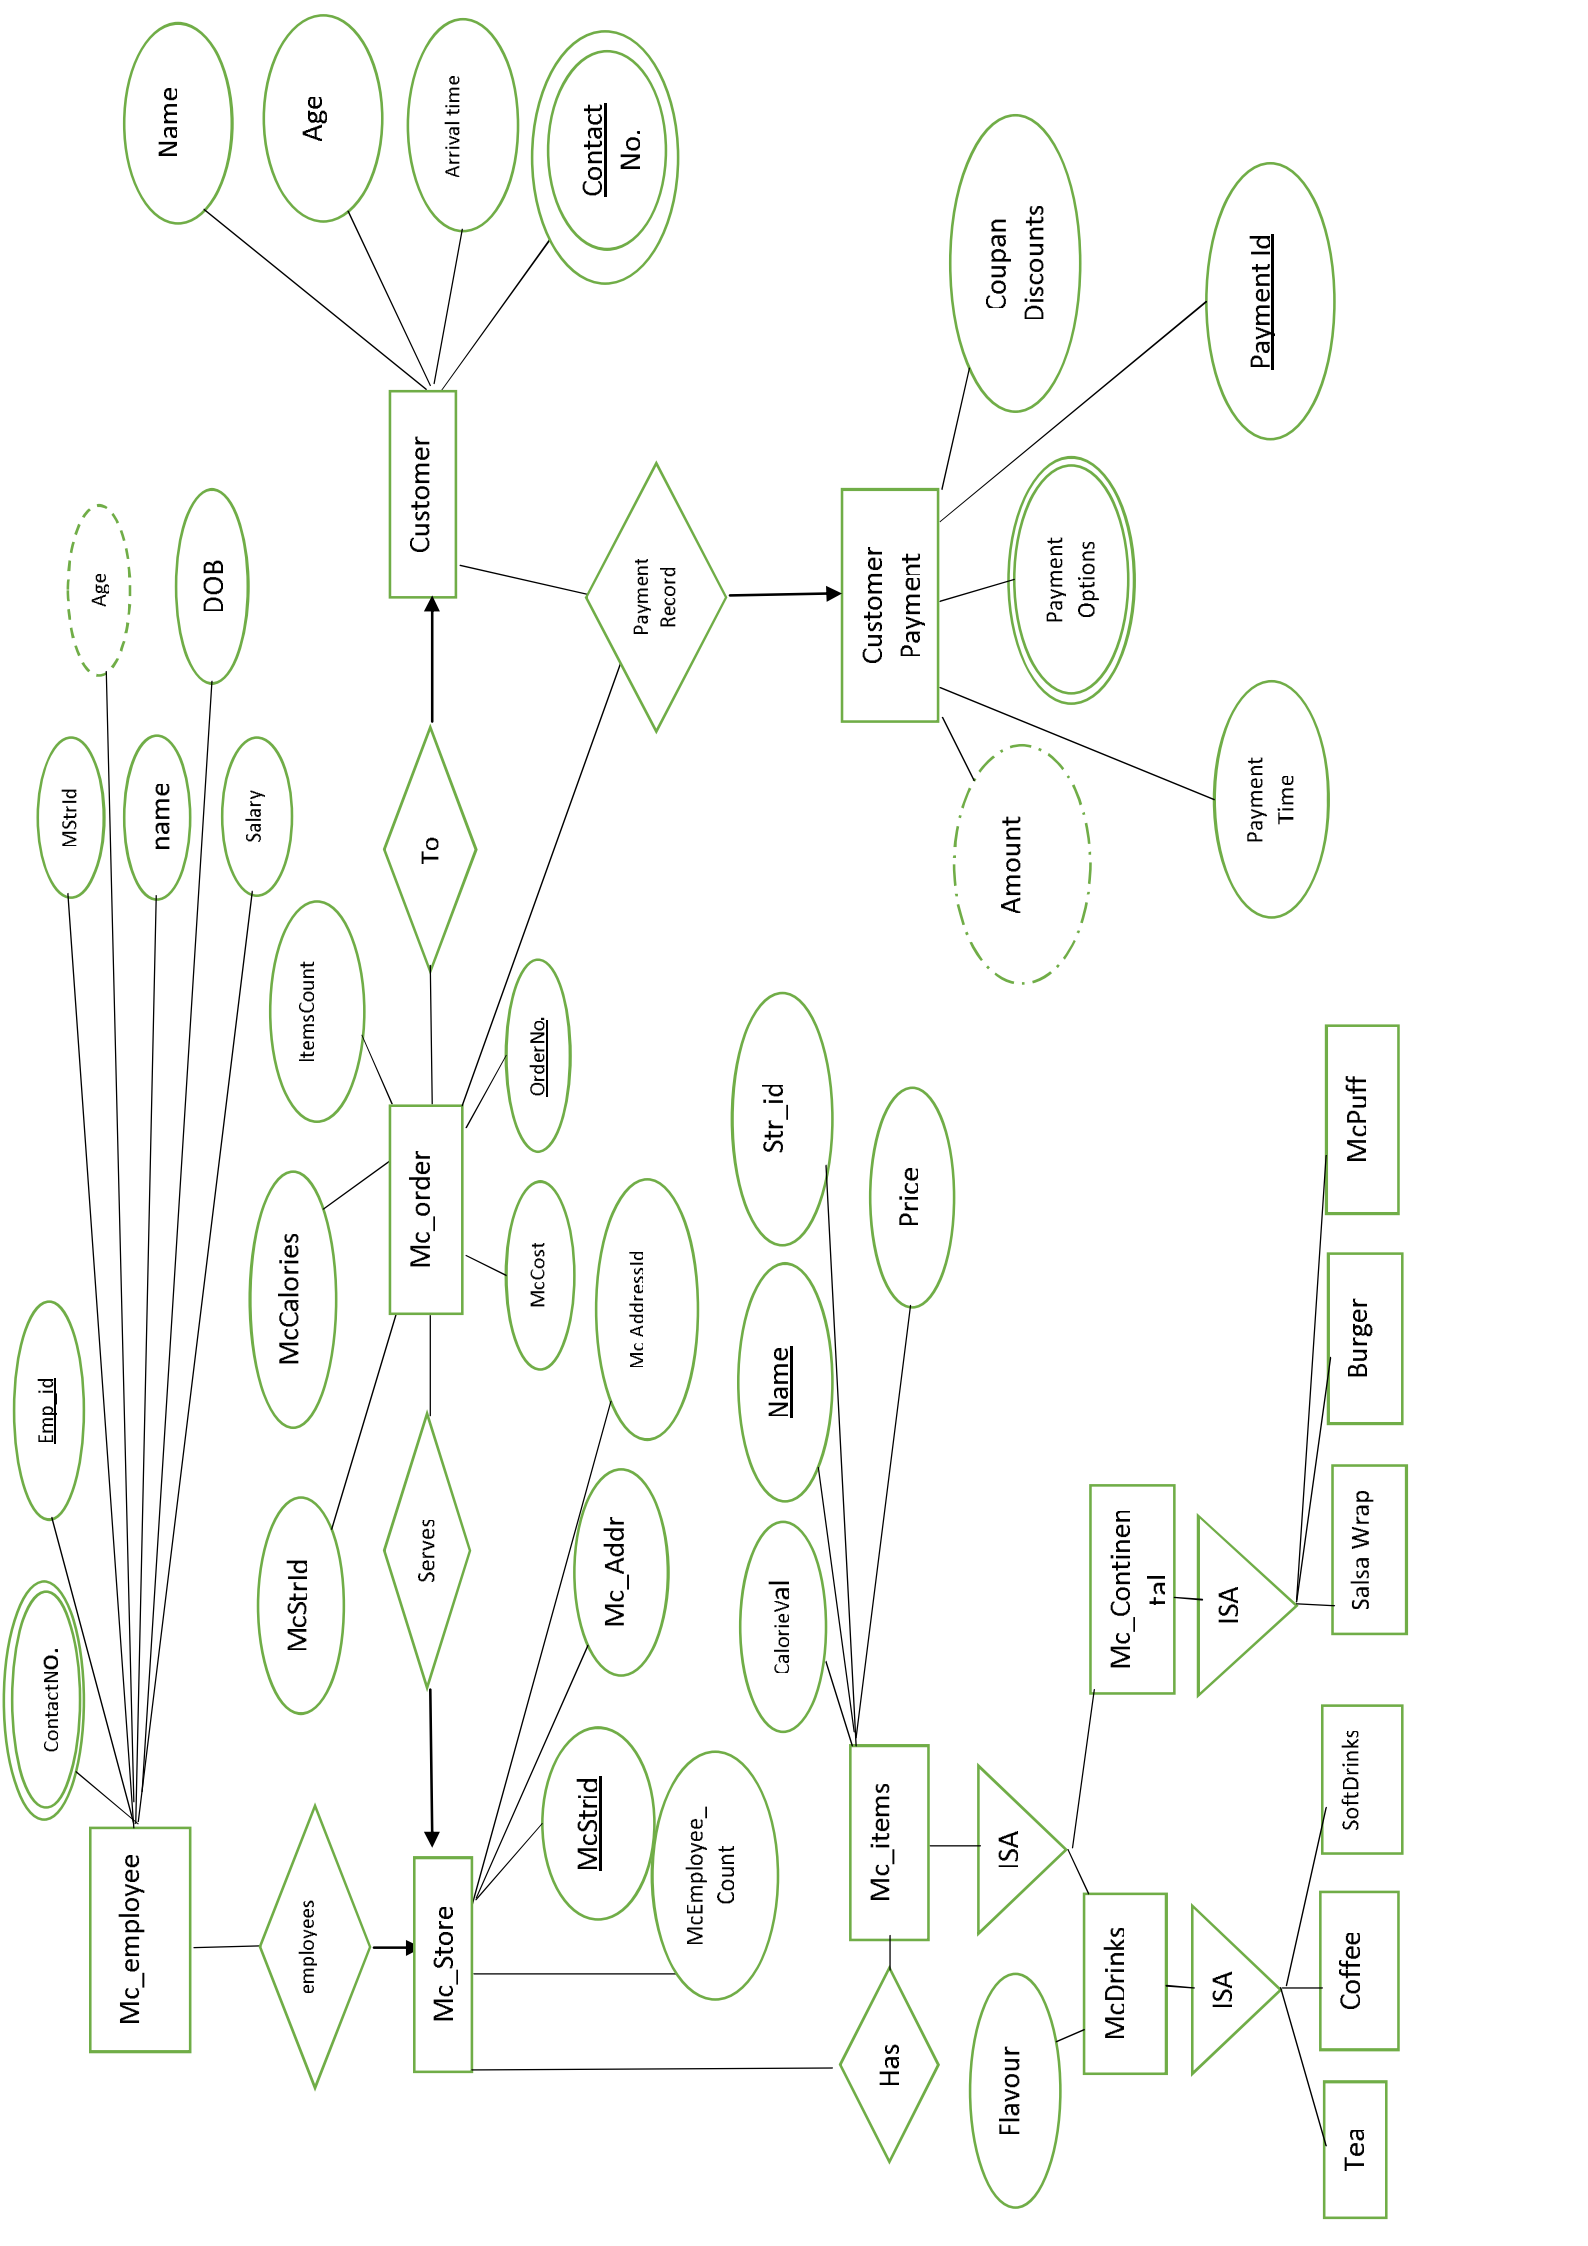 ContactNO.
Emp_id
MStrId
Age
name
DOB
Salary
Mc_employee
employees
Name
Age
Arrival time
Contact
No.
McStrId
McCalories
ItemsCount
Mc_Store
Serves
Mc_order
To
Customer
McStrid
Mc_Addr
Mc AddressId
McCost
OrderNo.
Payment
Record
McEmployee_
Count
CalorieVal
Name
Str_id
Price
Has
Mc_items
Customer
Payment
Coupan
Discounts
Amount
Payment
Options
Payment Id
Payment
Time
Flavour
ISA
McDrinks
Mc_Continen
tal
ISA
ISA
Tea
Coffee
SoftDrinks
Salsa Wrap
Burger
McPuff